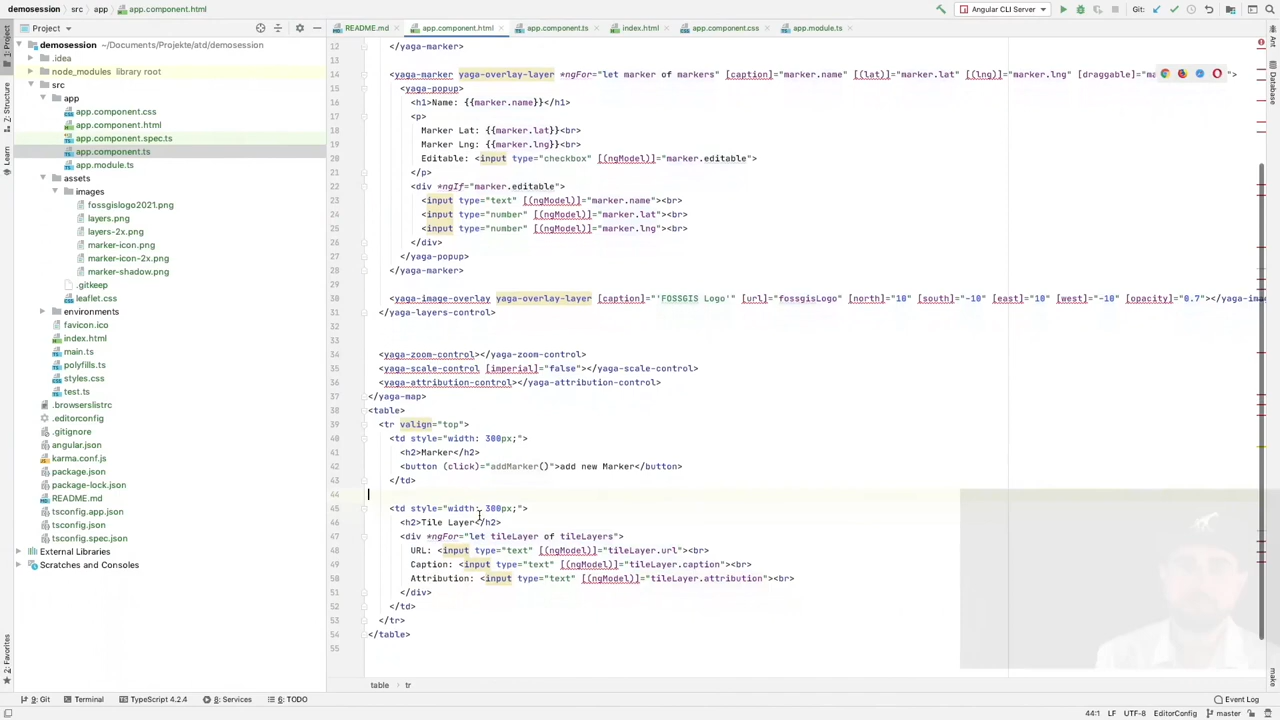 demosession > src > app > app.component.html
Angular CLI Server
Project
README.md
app.component.html
app.component.ts
index.html
app.component.css
app.module.ts
1: Project
7: Structure
Learn
2: Favorites
demosession ~/Documents/Projekte/atd/demosession
.idea
node_modules library root
src
app
app.component.css
app.component.html
app.component.spec.ts
app.component.ts
app.module.ts
assets
images
fossgislogo2021.png
layers.png
layers-2x.png
marker-icon.png
marker-icon-2x.png
marker-shadow.png
.gitkeep
leaflet.css
environments
favicon.ico
index.html
main.ts
polyfills.ts
styles.css
test.ts
.browserslistrc
.editorconfig
.gitignore
angular.json
karma.conf.js
package.json
package-lock.json
README.md
tsconfig.app.json
tsconfig.json
tsconfig.spec.json
External Libraries
Scratches and Consoles
12 </yaga-marker>
13
14 <yaga-marker yaga-overlay-layer *ngFor="let marker of markers" [caption]="marker.name" [(lat)]="marker.lat" [(lng)]="marker.lng" [draggable]="ma
15 <yaga-popup>
16 <h1>Name: {{marker.name}}</h1>
17 <p>
18 Marker Lat: {{marker.lat}}<br>
19 Marker Lng: {{marker.lng}}<br>
20 Editable: <input type="checkbox" [(ngModel)]="marker.editable">
21 </p>
22 <div *ngIf="marker.editable">
23 <input type="text" [(ngModel)]="marker.name"><br>
24 <input type="number" [(ngModel)]="marker.lat"><br>
25 <input type="number" [(ngModel)]="marker.lng"><br>
26 </div>
27 </yaga-popup>
28 </yaga-marker>
29
30 <yaga-image-overlay yaga-overlay-layer [caption]="'FOSSGIS Logo'" [url]="fossgisLogo" [north]="10" [south]="-10" [east]="10" [west]="-10" [opacity]="0.7"></yaga-ima
31 </yaga-layers-control>
32
33
34 <yaga-zoom-control></yaga-zoom-control>
35 <yaga-scale-control [imperial]="false"></yaga-scale-control>
36 <yaga-attribution-control></yaga-attribution-control>
37 </yaga-map>
38 <table>
39 <tr valign="top">
40 <td style="width: 300px;">
41 <h2>Marker</h2>
42 <button (click)="addMarker()">add new Marker</button>
43 </td>
44
45 <td style="width: 300px;">
46 <h2>Tile Layer</h2>
47 <div *ngFor="let tileLayer of tileLayers">
48 URL: <input type="text" [(ngModel)]="tileLayer.url"><br>
49 Caption: <input type="text" [(ngModel)]="tileLayer.caption"><br>
50 Attribution: <input type="text" [(ngModel)]="tileLayer.attribution"><br>
51 </div>
52 </td>
53 </tr>
54 </table>
55
Ant
Database
make
table > tr
9: Git
Terminal
TypeScript 4.2.4
8: Services
6: TODO
Event Log
44:1 LF UTF-8 EditorConfig master